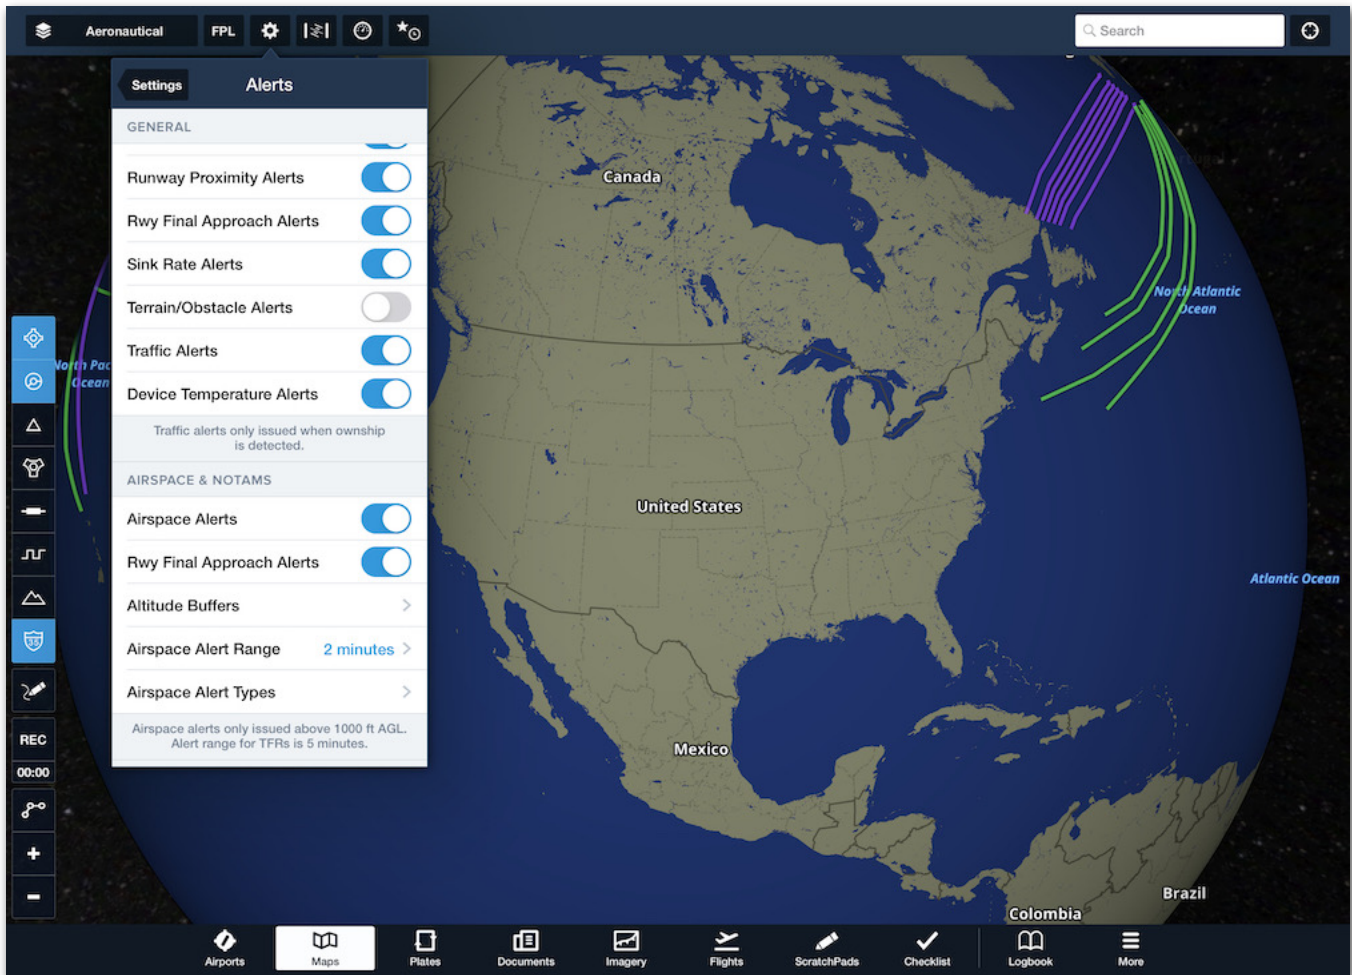 Aeronautical
FPL
Search
Settings
Alerts
GENERAL
Runway Proximity Alerts
Rwy Final Approach Alerts
Sink Rate Alerts
Terrain/Obstacle Alerts
Traffic Alerts
Device Temperature Alerts
Traffic alerts only issued when ownship
is detected.
AIRSPACE & NOTAMS
Airspace Alerts
Rwy Final Approach Alerts
Altitude Buffers
Airspace Alert Range 2 minutes
Airspace Alert Types
Airspace alerts only issued above 1000 ft AGL.
Alert range for TFRs is 5 minutes.
35
REC
00:00
Canada
North Atlantic
Ocean
North Pac
Ocean
United States
Atlantic Ocean
Mexico
Brazil
Colombia
Airports
Maps
Plates
Documents
Imagery
Flights
ScratchPads
Checklist
Logbook
More